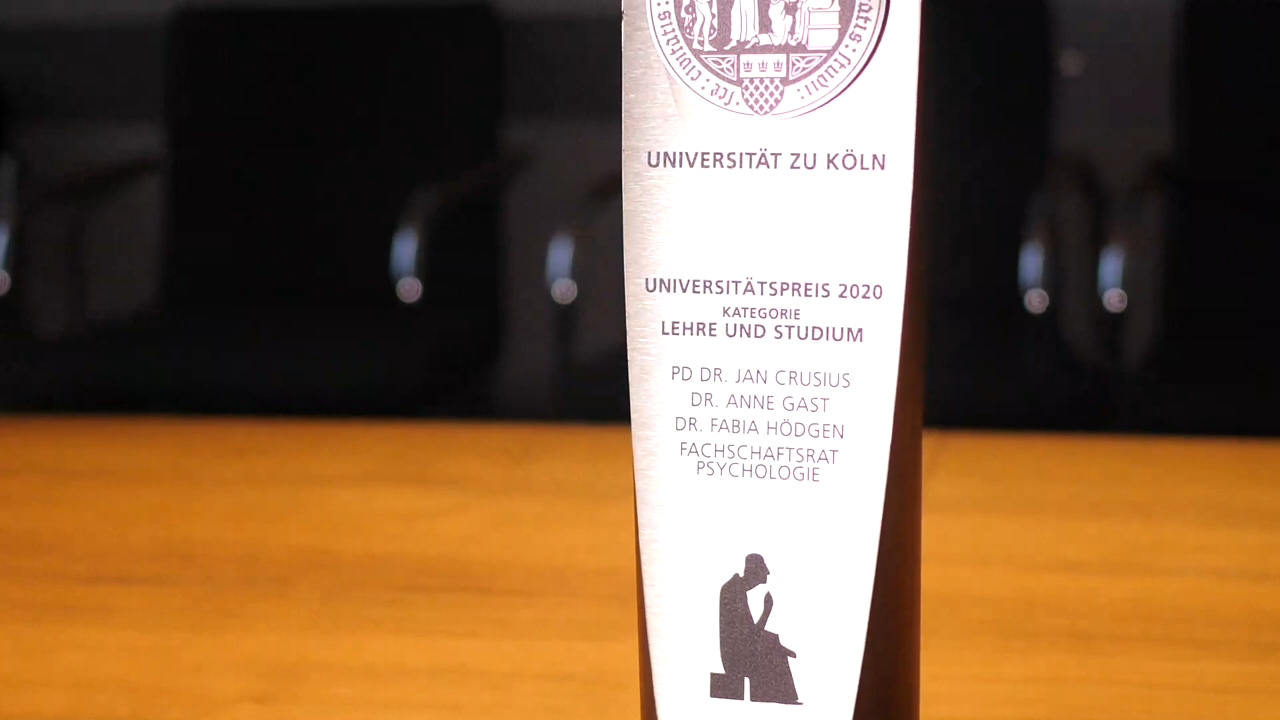 UNIVERSITÄT ZU KÖLN
UNIVERSITÄTSPREIS 2020
KATEGORIE
LEHRE UND STUDIUM
PD DR. JAN CRUSIUS
DR. ANNE GAST
DR. FABIA HÖDGEN
FACHSCHAFTSRAT
PSYCHOLOGIE